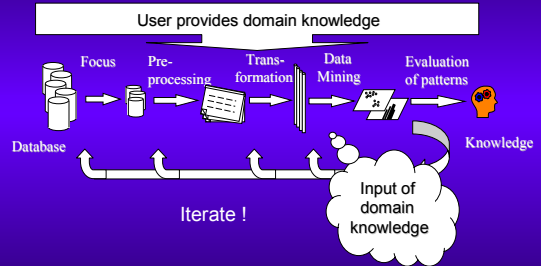 User provides domain knowledge
Focus
Pre-
processing
Trans-
formation
Data
Mining
Evaluation
of patterns
Database
Knowledge
Input of
domain
knowledge
Iterate !